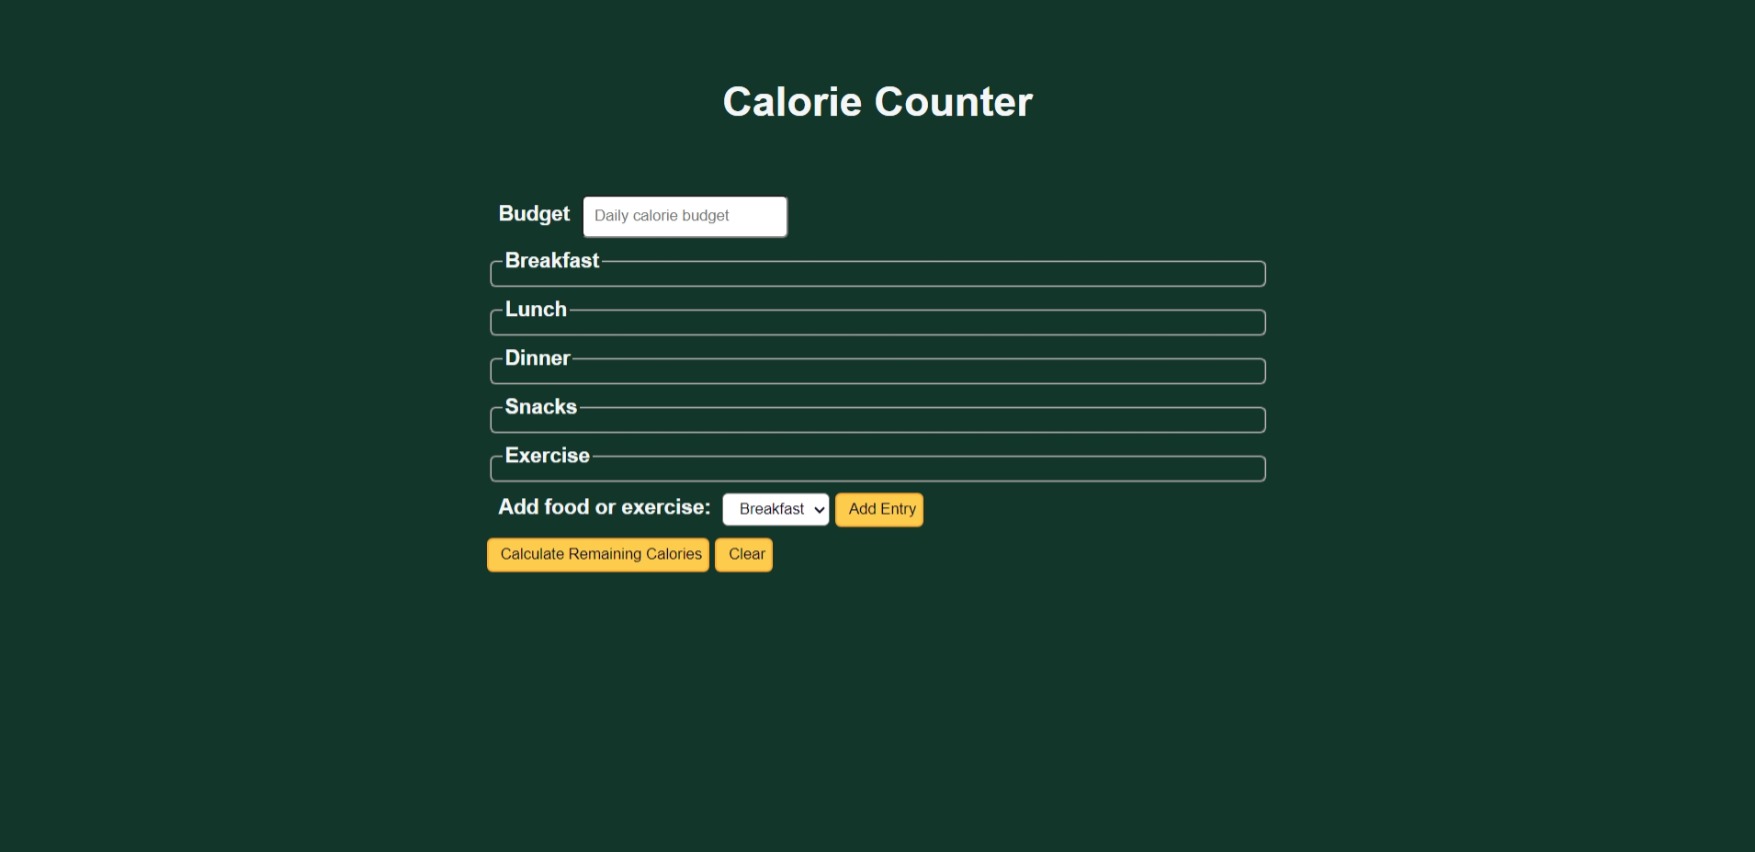 Calorie Counter
Budget Daily calorie budget
Breakfast
Lunch
Dinner
Snacks
Exercise
Add food or exercise: Breakfast Add Entry
Calculate Remaining Calories Clear